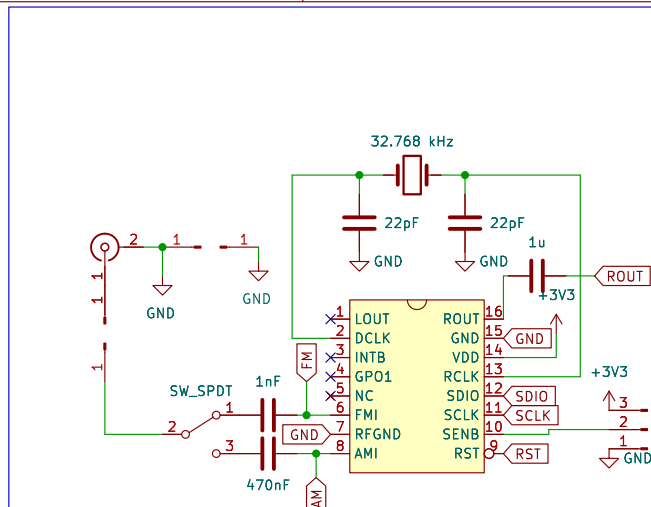 32.768 kHz
22pF
22pF
1u
GND
GND
+3V3
ROUT
2
1
1
GND
GND
1
1
1
1 LOUT
ROUT 16
2 DCLK
GND 15
GND
3 INTB
VDD 14
4 GPO1
RCLK 13
5 NC
SDIO 12
SDIO
6 FMI
SCLK 11
SCLK
7 RFGND
SENB 10
8 AMI
RST 9
RST
FM
SW_SPDT
1nF
1
2
3
GND
470nF
AM
+3V3
3
2
1
GND